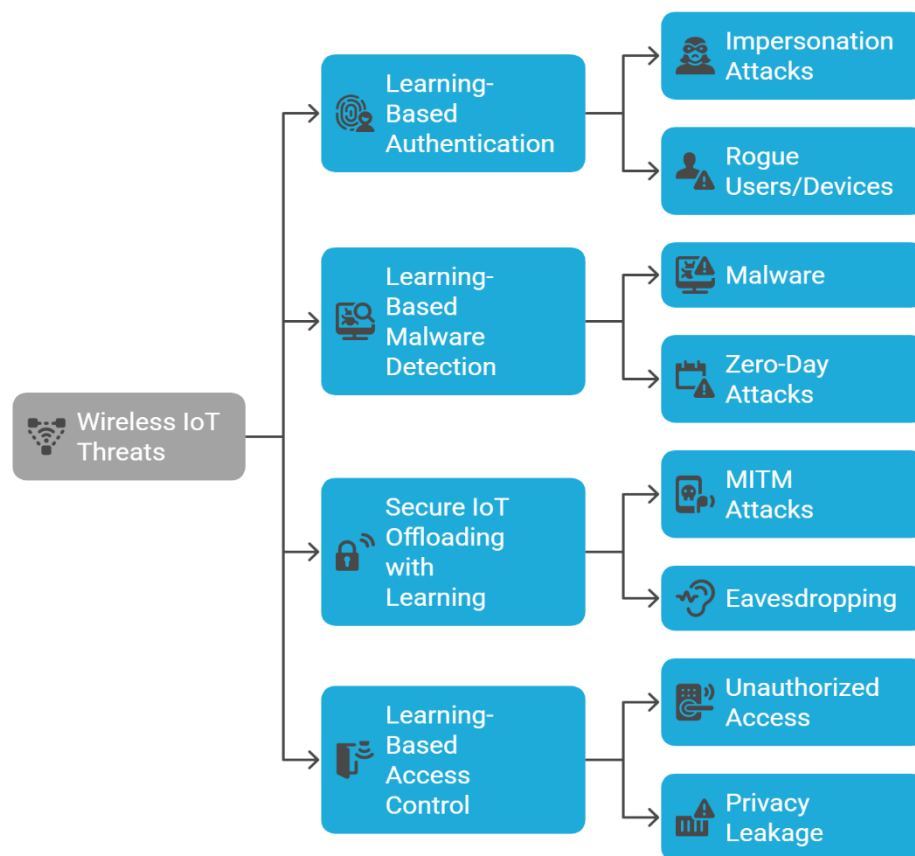 Impersonation
Attacks
Learning-
Based
Authentication
Rogue
Users/Devices
Learning-
Based
Malware
Detection
Malware
Zero-Day
Attacks
Wireless IoT
Threats
MITM
Attacks
Secure IoT
Offloading
with
Learning
Eavesdropping
Unauthorized
Access
Learning-
Based
Access
Control
Privacy
Leakage